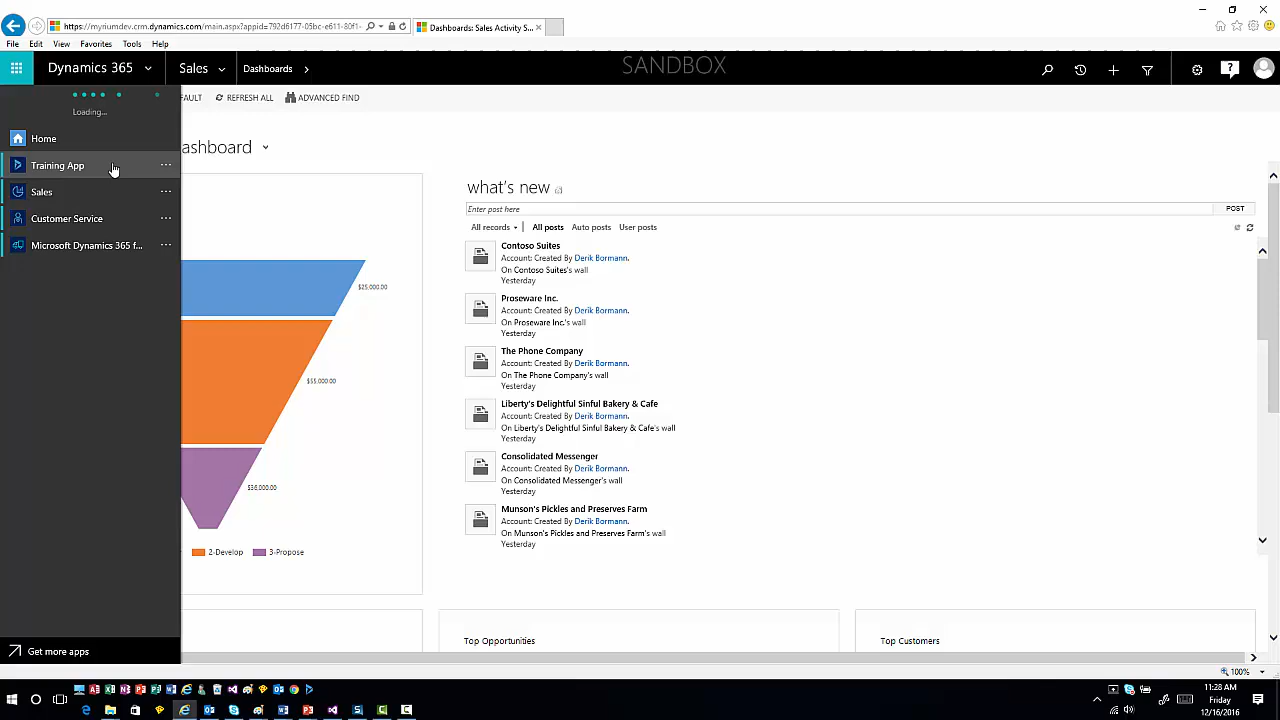 https://myriumdev.crm.dynamics.com/main.aspx?appid=792d6177-05bc-e611-80f1-
Dashboards: Sales Activity S...
File Edit View Favorites Tools Help
Dynamics 365 Sales Dashboards
SANDBOX
Loading...
AULT REFRESH ALL ADVANCED FIND
Home
Training App
Sales
Customer Service
Microsoft Dynamics 365 f...
Get more apps
ashboard
$25,000.00
$55,000.00
$36,000.00
2-Develop 3-Propose
what's new
Enter post here
POST
All records All posts Auto posts User posts
Contoso Suites
Account: Created By Derik Bormann.
On Contoso Suites's wall
Yesterday
Proseware Inc.
Account: Created By Derik Bormann.
On Proseware Inc.'s wall
Yesterday
The Phone Company
Account: Created By Derik Bormann.
On The Phone Company's wall
Yesterday
Liberty's Delightful Sinful Bakery & Cafe
Account: Created By Derik Bormann.
On Liberty's Delightful Sinful Bakery & Cafe's wall
Yesterday
Consolidated Messenger
Account: Created By Derik Bormann.
On Consolidated Messenger's wall
Yesterday
Munson's Pickles and Preserves Farm
Account: Created By Derik Bormann.
On Munson's Pickles and Preserves Farm's wall
Yesterday
Top Opportunities
Top Customers
100%
11:28 AM
Friday
12/16/2016